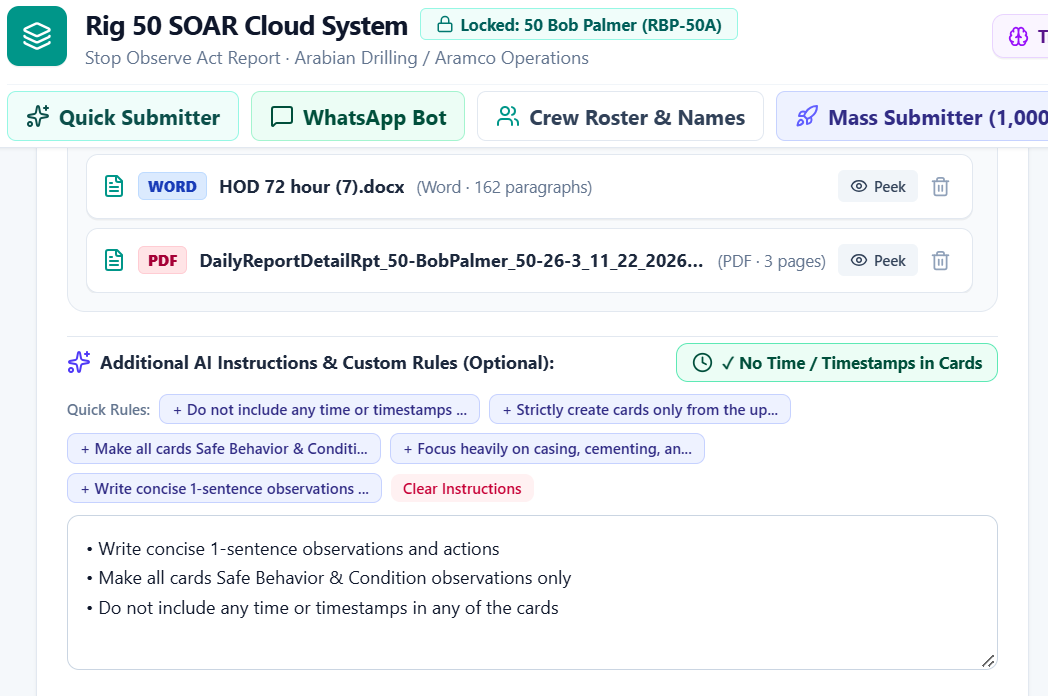 Rig 50 SOAR Cloud System
Locked: 50 Bob Palmer (RBP-50A)
Stop Observe Act Report · Arabian Drilling / Aramco Operations
Quick Submitter
WhatsApp Bot
Crew Roster & Names
Mass Submitter (1,000
WORD HOD 72 hour (7).docx (Word · 162 paragraphs) Peek
PDF DailyReportDetailRpt_50-BobPalmer_50-26-3_11_22_2026... (PDF · 3 pages) Peek
Additional AI Instructions & Custom Rules (Optional):
✓ No Time / Timestamps in Cards
Quick Rules: + Do not include any time or timestamps ... + Strictly create cards only from the up...
+ Make all cards Safe Behavior & Conditi... + Focus heavily on casing, cementing, an...
+ Write concise 1-sentence observations ... Clear Instructions
• Write concise 1-sentence observations and actions
• Make all cards Safe Behavior & Condition observations only
• Do not include any time or timestamps in any of the cards